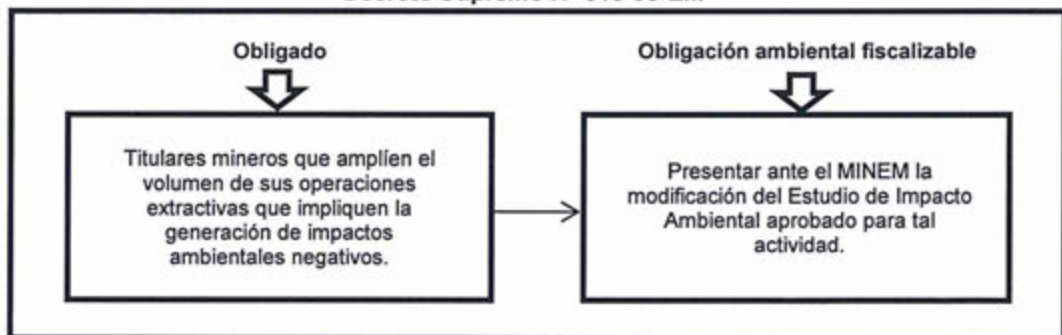 Obligado
Obligación ambiental fiscalizable
Titulares mineros que amplíen el
volumen de sus operaciones
extractivas que impliquen la
generación de impactos
ambientales negativos.
Presentar ante el MINEM la
modificación del Estudio de Impacto
Ambiental aprobado para tal
actividad.